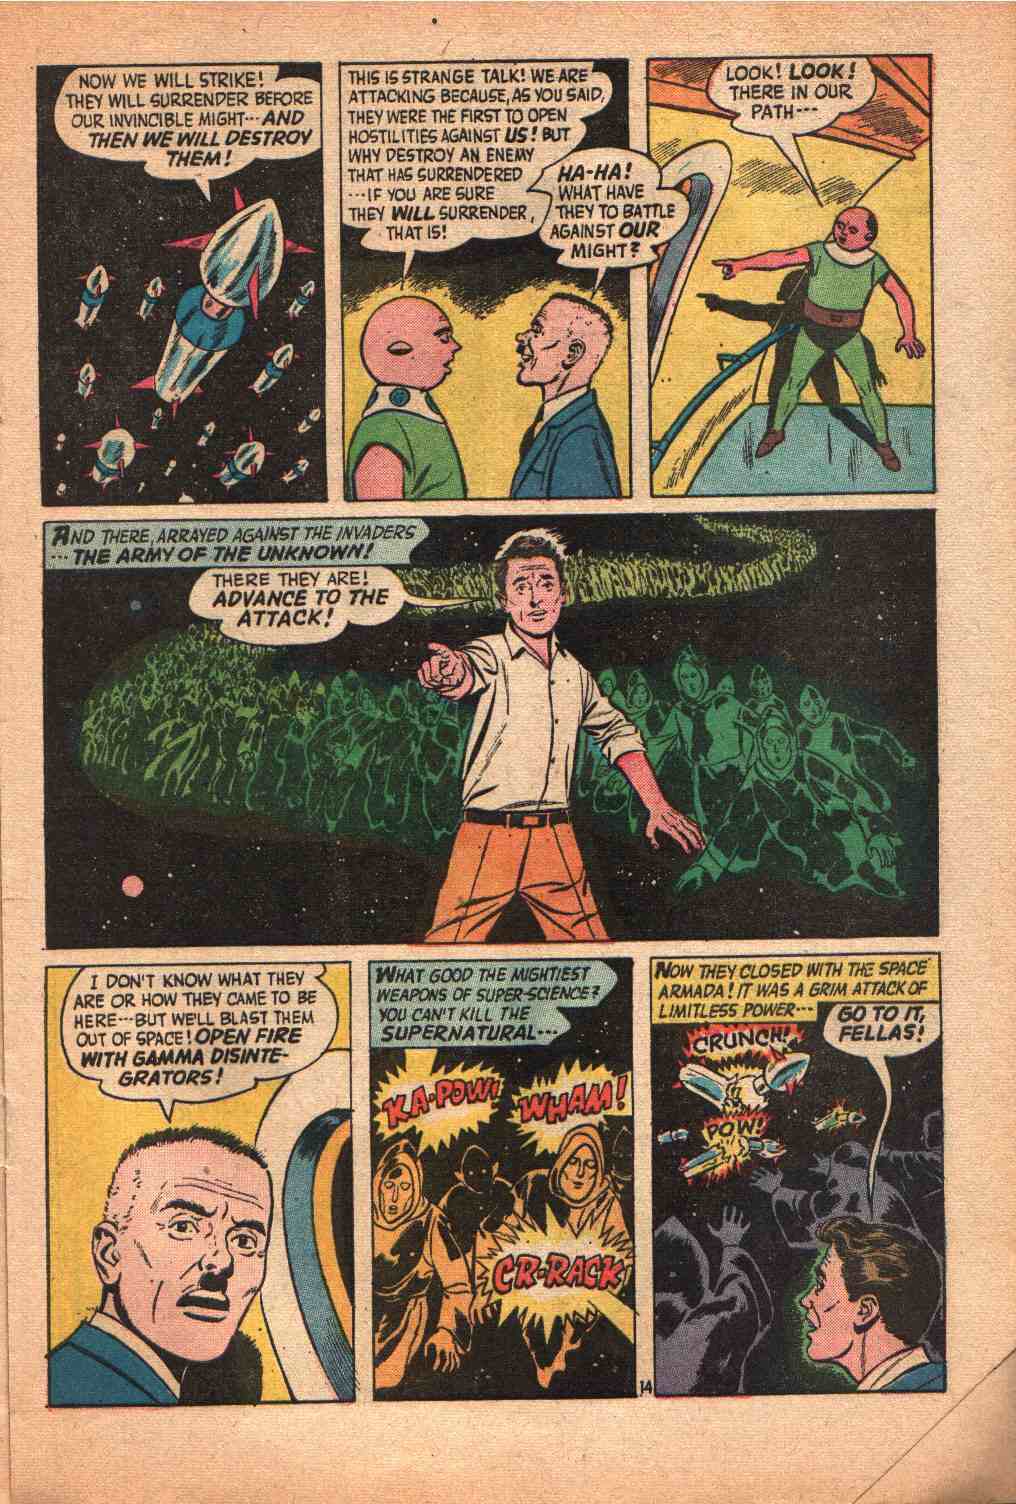 NOW WE WILL STRIKE!
THEY WILL SURRENDER BEFORE
OUR INVINCIBLE MIGHT---AND
THEN WE WILL DESTROY
THEM!
THIS IS STRANGE TALK! WE ARE
ATTACKING BECAUSE, AS YOU SAID,
THEY WERE THE FIRST TO OPEN
HOSTILITIES AGAINST US! BUT
WHY DESTROY AN ENEMY
THAT HAS SURRENDERED
---IF YOU ARE SURE
THEY WILL SURRENDER,
THAT IS!
HA-HA!
WHAT HAVE
THEY TO BATTLE
AGAINST OUR
MIGHT?
LOOK! LOOK!
THERE IN OUR
PATH---
AND THERE, ARRAYED AGAINST THE INVADERS
---THE ARMY OF THE UNKNOWN!
THERE THEY ARE!
ADVANCE TO THE
ATTACK!
I DON'T KNOW WHAT THEY
ARE OR HOW THEY CAME TO BE
HERE---BUT WE'LL BLAST THEM
OUT OF SPACE! OPEN FIRE
WITH GAMMA DISINTE-
GRATORS!
WHAT GOOD THE MIGHTIEST
WEAPONS OF SUPER-SCIENCE?
YOU CAN'T KILL THE
SUPERNATURAL---
KA-POW!
WHAM!
CR-RACK!
14
NOW THEY CLOSED WITH THE SPACE
ARMADA! IT WAS A GRIM ATTACK OF
LIMITLESS POWER---
GO TO IT,
FELLAS!
CRUNCH!
POW!